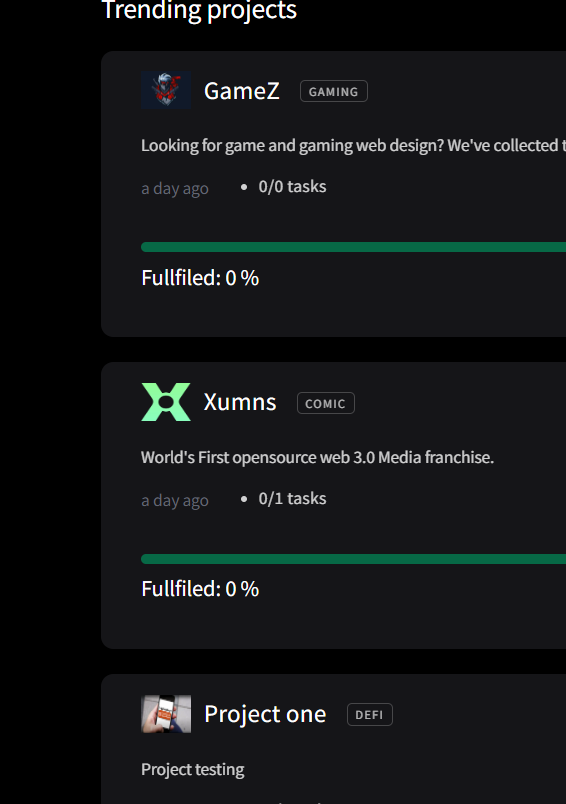 Trending projects
GameZ GAMING
Looking for game and gaming web design? We've collected
a day ago • 0/0 tasks
Fullfiled: 0 %
Xumns COMIC
World's First opensource web 3.0 Media franchise.
a day ago • 0/1 tasks
Fullfiled: 0 %
Project one DEFI
Project testing